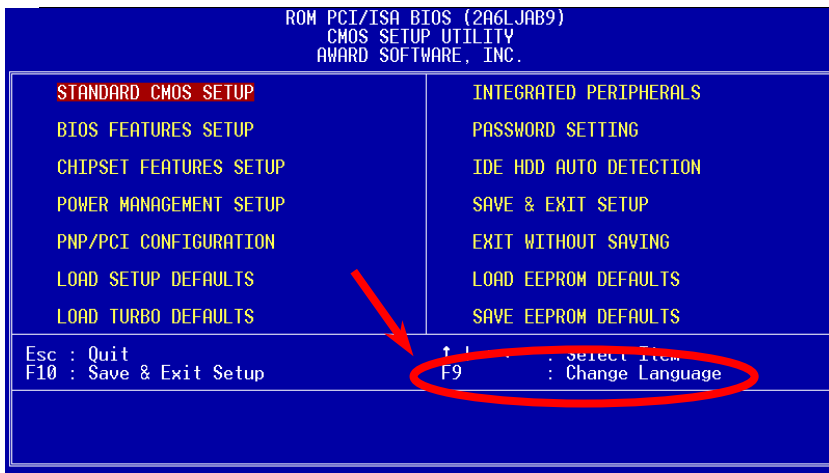 ROM PCI/ISA BIOS (2A6LJAB9)
CMOS SETUP UTILITY
AWARD SOFTWARE, INC.
STANDARD CMOS SETUP
BIOS FEATURES SETUP
CHIPSET FEATURES SETUP
POWER MANAGEMENT SETUP
PNP/PCI CONFIGURATION
LOAD SETUP DEFAULTS
LOAD TURBO DEFAULTS
INTEGRATED PERIPHERALS
PASSWORD SETTING
IDE HDD AUTO DETECTION
SAVE & EXIT SETUP
EXIT WITHOUT SAVING
LOAD EEPROM DEFAULTS
SAVE EEPROM DEFAULTS
Esc : Quit
F10 : Save & Exit Setup
: Select Item
F9 : Change Language